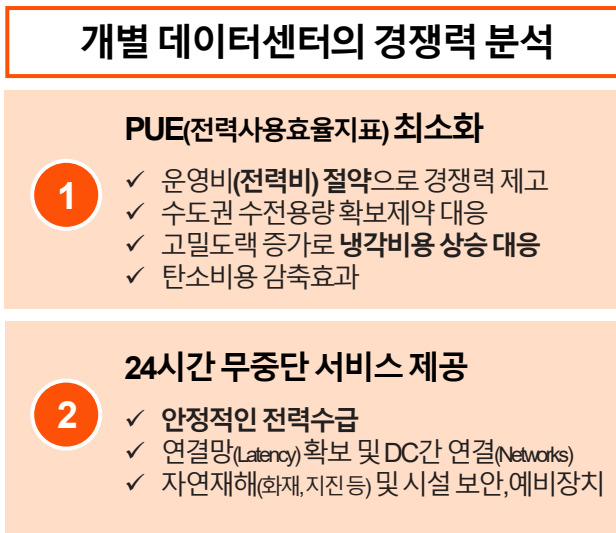 개별 데이터센터의 경쟁력 분석
PUE(전력사용효율지표) 최소화
1
✓ 운영비(전력비) 절약으로 경쟁력 제고
✓ 수도권 수전용량 확보제약 대응
✓ 고밀도랙 증가로 냉각비용 상승 대응
✓ 탄소비용 감축효과
24시간 무중단 서비스 제공
2
✓ 안정적인 전력수급
✓ 연결망(Latency) 확보 및 DC간 연결(Networks)
✓ 자연재해(화재, 지진 등) 및 시설 보안, 예비장치